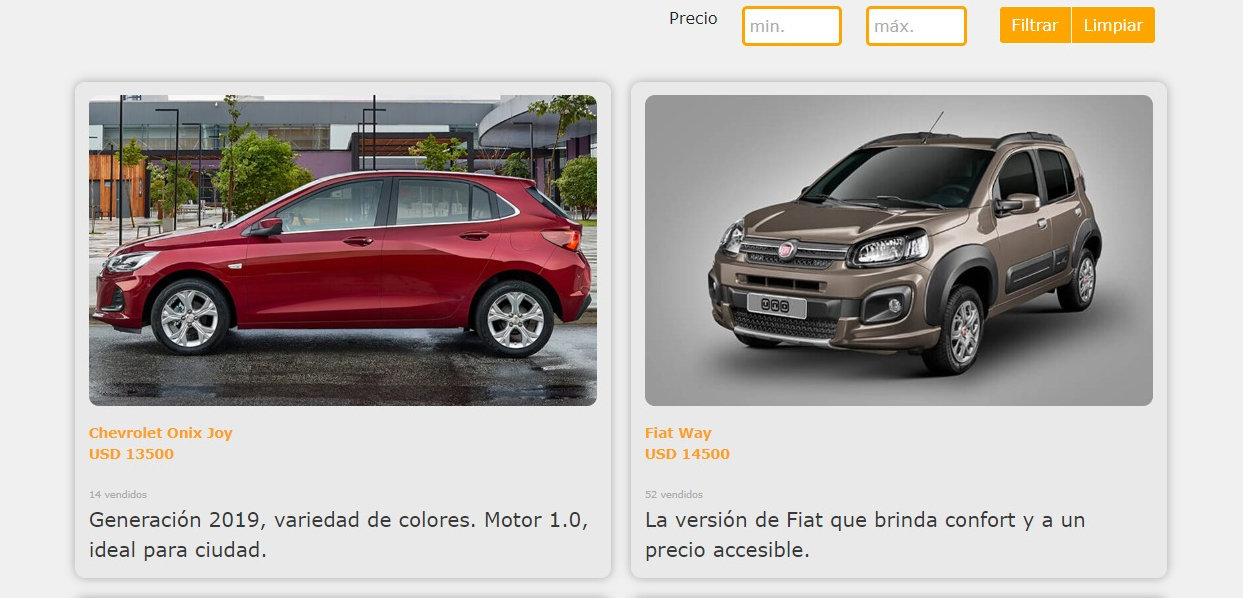 Precio min. máx. Filtrar Limpiar
UNO
Chevrolet Onix Joy
USD 13500
14 vendidos
Generación 2019, variedad de colores. Motor 1.0,
ideal para ciudad.
Fiat Way
USD 14500
52 vendidos
La versión de Fiat que brinda confort y a un
precio accesible.